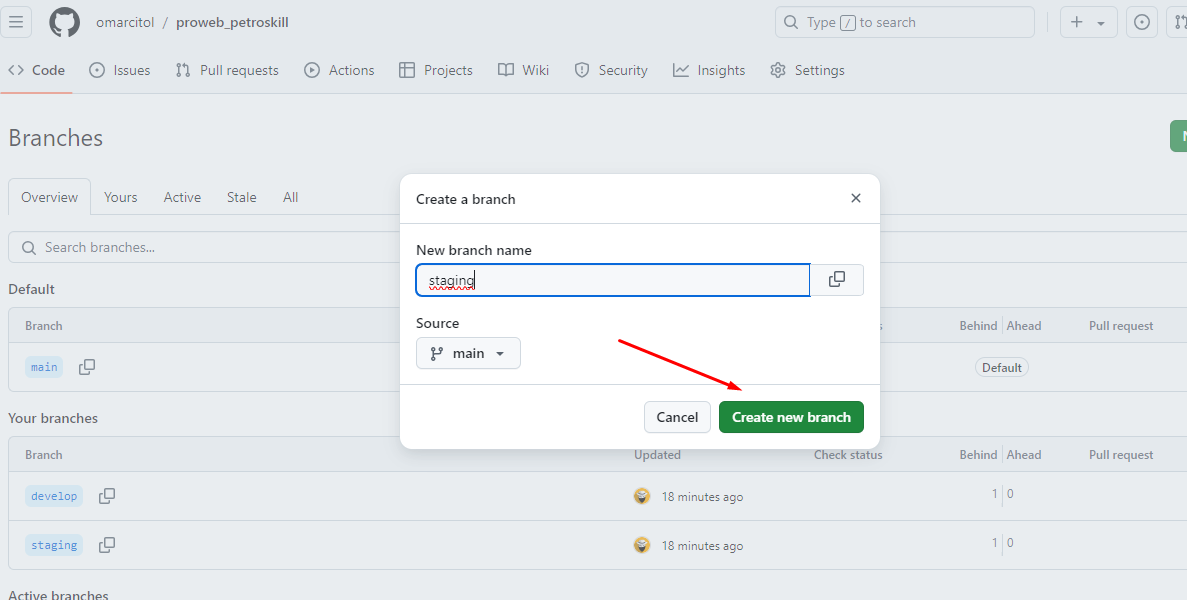 omarcitol / proweb_petroskill
Type / to search
Code Issues Pull requests Actions Projects Wiki Security Insights Settings
Branches
Overview Yours Active Stale All
Search branches...
Default
Branch Behind Ahead Pull request
main Default
Create a branch
New branch name
staging
Source
main
Cancel Create new branch
Your branches
Branch Updated Check status Behind Ahead Pull request
develop 18 minutes ago 1 0
staging 18 minutes ago 1 0
Active branches